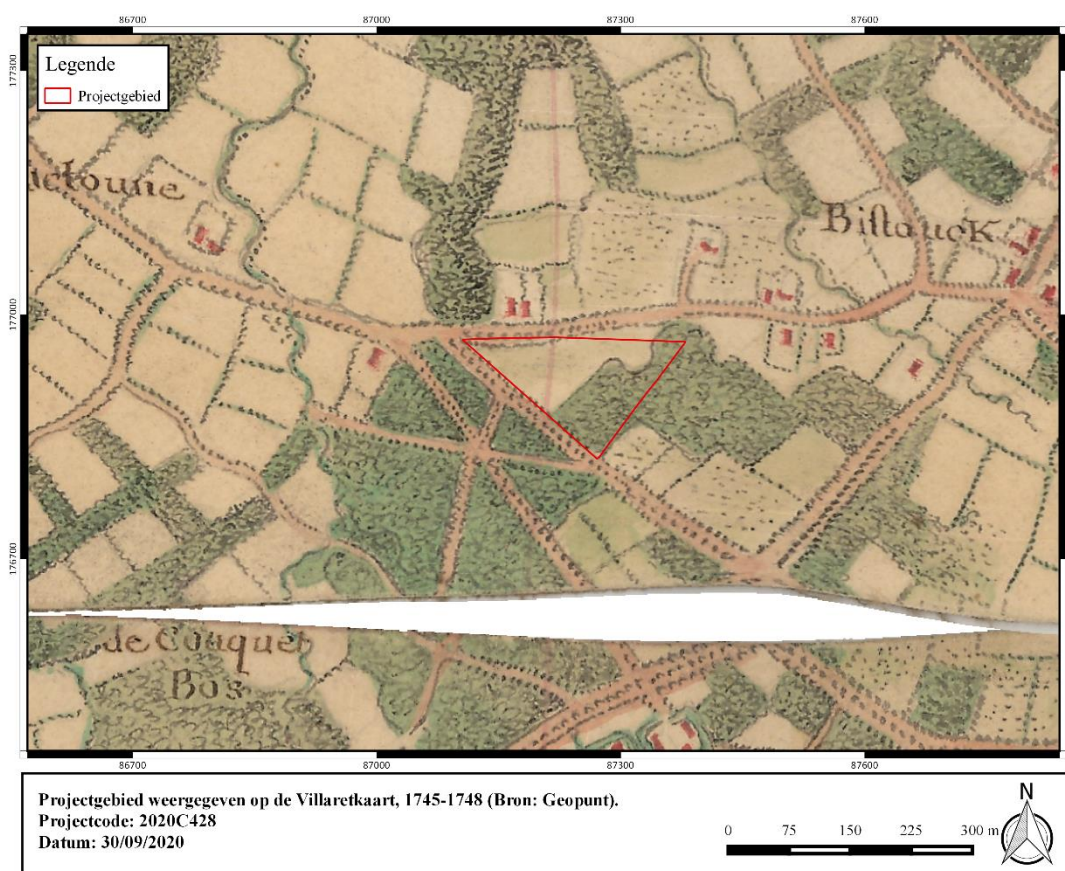 86700 87000 87300 87600
Legende
Projectgebied
177300
Bistouck
177000
176700
de Couquet
Bos
86700 87000 87300 87600
Projectgebied weergegeven op de Villaretkaart, 1745-1748 (Bron: Geopunt).
Projectcode: 2020C428
Datum: 30/09/2020
N
0 75 150 225 300 m